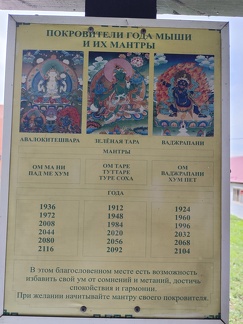 ПОКРОВИТЕЛИ ГОДА МЫШИ
И ИХ МАНТРЫ
АВАЛОКИТЕШВАРА ЗЕЛЁНАЯ ТАРА ВАДЖРАПАНИ
МАНТРЫ
ОМ МА НИ
ПАД МЕ ХУМ
ОМ ТАРЕ
ТУТТАРЕ
ТУРЕ СОХА
ОМ
ВАДЖРАПАНИ
ХУМ ПЕТ
ГОДА
1936 1912 1924
1972 1948 1960
2008 1984 1996
2044 2020 2032
2080 2056 2068
2116 2092 2104
В этом благословенном месте есть возможность
избавить свой ум от сомнений и метаний, достичь
спокойствия и гармонии.
При желании начитывайте мантру своего покровителя.